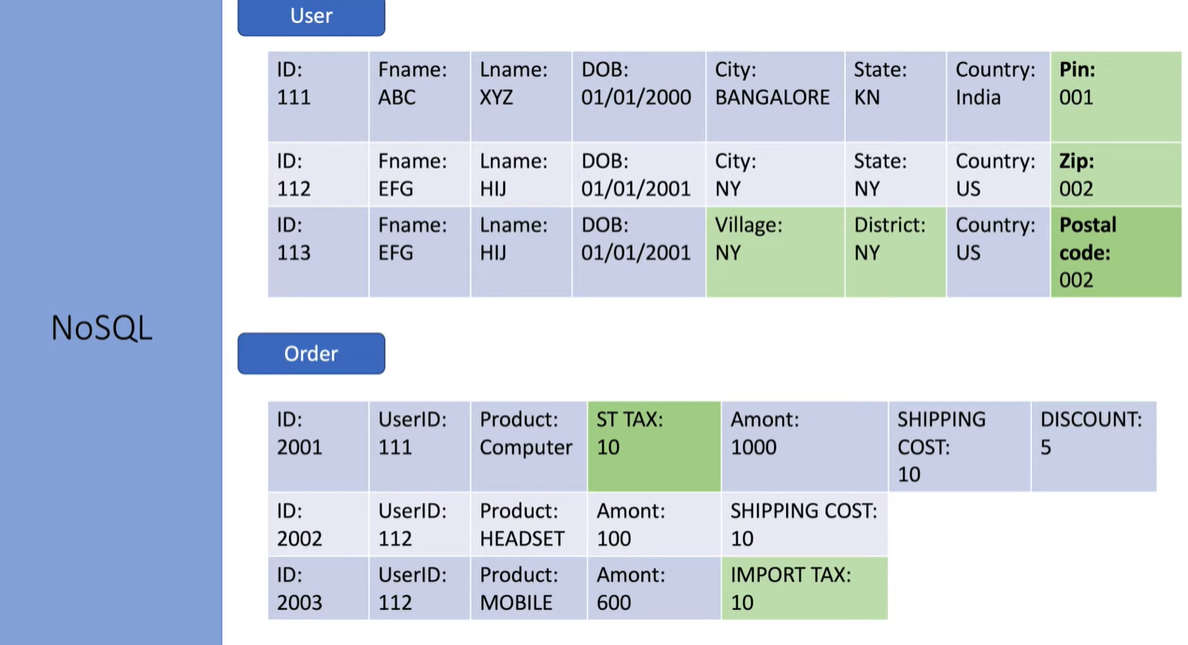 User
ID: Fname: Lname: DOB: City: State: Country: Pin:
111 ABC XYZ 01/01/2000 BANGALORE KN India 001
ID: Fname: Lname: DOB: City: State: Country: Zip:
112 EFG HIJ 01/01/2001 NY NY US 002
ID: Fname: Lname: DOB: Village: District: Country: Postal
113 EFG HIJ 01/01/2001 NY NY US code:
002
NoSQL
Order
ID: UserID: Product: ST TAX: Amont: SHIPPING DISCOUNT:
2001 111 Computer 10 1000 COST: 5
10
ID: UserID: Product: Amont: SHIPPING COST:
2002 112 HEADSET 100 10
ID: UserID: Product: Amont: IMPORT TAX:
2003 112 MOBILE 600 10